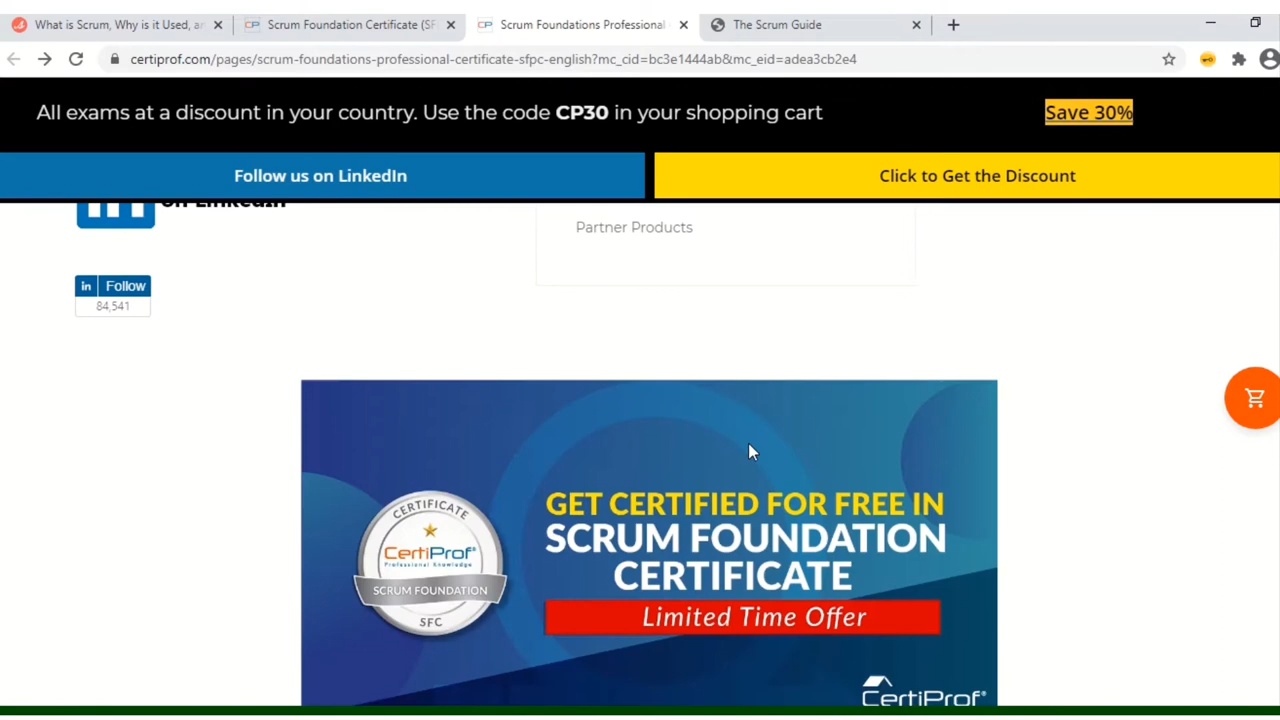 What is Scrum, Why is it Used, a
Scrum Foundation Certificate (SF
Scrum Foundations Professional
The Scrum Guide
certiprof.com/pages/scrum-foundations-professional-certificate-sfpc-english?mc_cid=bc3e1444ab&mc_eid=adea3cb2e4
All exams at a discount in your country. Use the code CP30 in your shopping cart
Save 30%
Follow us on LinkedIn
Click to Get the Discount
on LinkedIn
Partner Products
in Follow
84,541
GET CERTIFIED FOR FREE IN
SCRUM FOUNDATION
CERTIFICATE
Limited Time Offer
CERTIFICATE
CertiProf®
Professional Knowledge
SCRUM FOUNDATION
SFC
CertiProf®